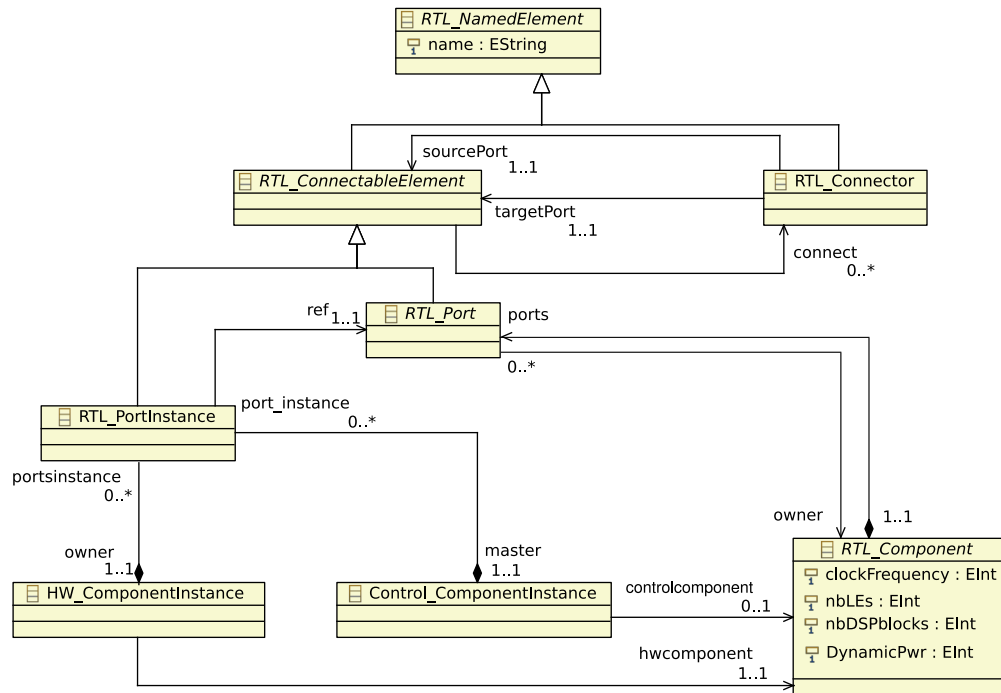 RTL_NamedElement
name : EString
sourcePort
1..1
RTL_ConnectableElement
RTL_Connector
targetPort
1..1
connect
0..*
ref
1..1
RTL_Port
ports
0..*
RTL_PortInstance
port_instance
0..*
portsinstance
0..*
owner
1..1
master
1..1
owner
1..1
HW_ComponentInstance
Control_ComponentInstance
controlcomponent
0..1
RTL_Component
clockFrequency : EInt
nbLEs : EInt
nbDSPblocks : EInt
DynamicPwr : EInt
hwcomponent
1..1